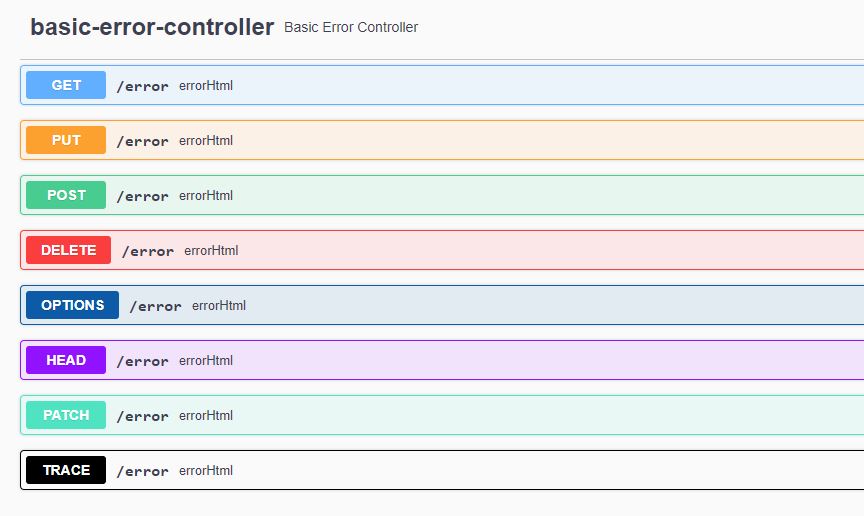 basic-error-controller Basic Error Controller
GET /error errorHtml
PUT /error errorHtml
POST /error errorHtml
DELETE /error errorHtml
OPTIONS /error errorHtml
HEAD /error errorHtml
PATCH /error errorHtml
TRACE /error errorHtml